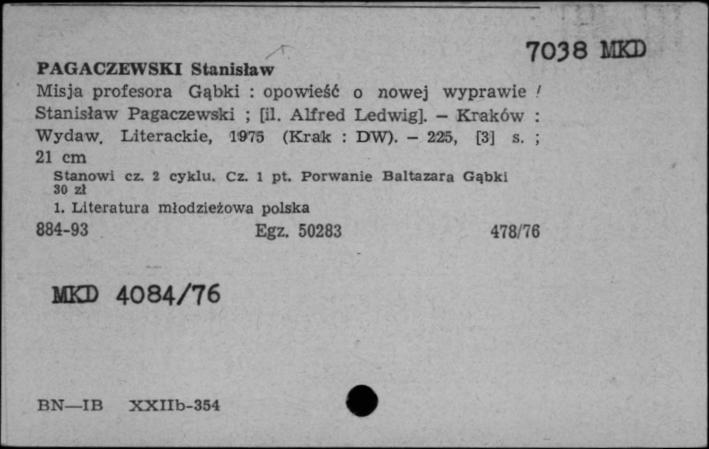 7038 MKD
PAGACZEWSKI Stanisław
Misja profesora Gąbki : opowieść o nowej wyprawie /
Stanisław Pagaczewski ; [il. Alfred Ledwig]. — Kraków :
Wydaw. Literackie, 1975 (Krak : DW). — 225, [3] s. ;
21 cm
Stanowi cz. 2 cyklu. Cz. 1 pt. Porwanie Baltazara Gąbki
30 zł
1. Literatura młodzieżowa polska
884-93 Egz. 50283 478/76
MKD 4084/76
BN—IB XXIIb-354